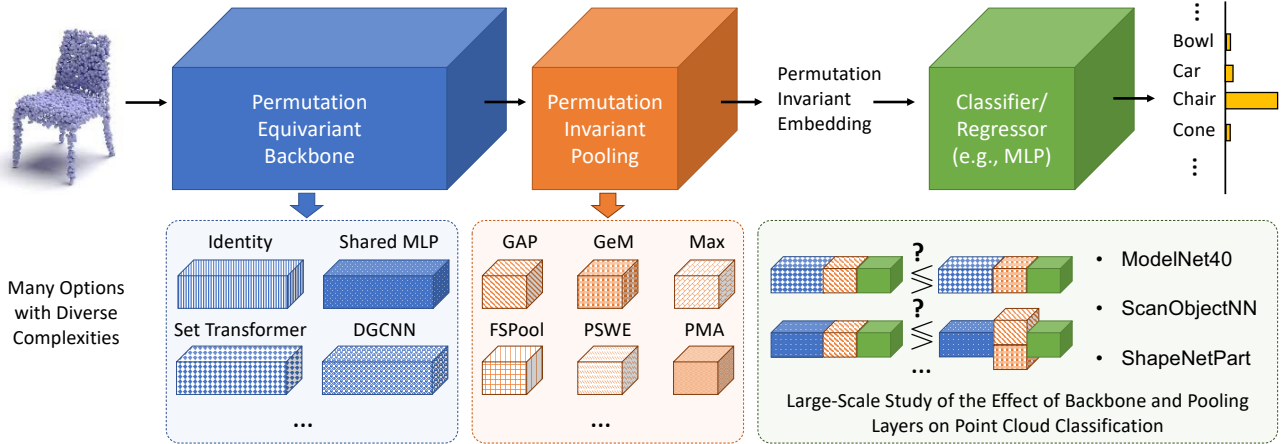 Permutation
Equivariant
Backbone
Permutation
Invariant
Pooling
Permutation
Invariant
Embedding
Classifier/
Regressor
(e.g., MLP)
...
Bowl
Car
Chair
Cone
...
Many Options
with Diverse
Complexities
Identity
Shared MLP
Set Transformer
DGCNN
...
GAP
GeM
Max
FSPool
PSWE
PMA
...
?
≤
?
≤
...
• ModelNet40
• ScanObjectNN
• ShapeNetPart
Large-Scale Study of the Effect of Backbone and Pooling
Layers on Point Cloud Classification